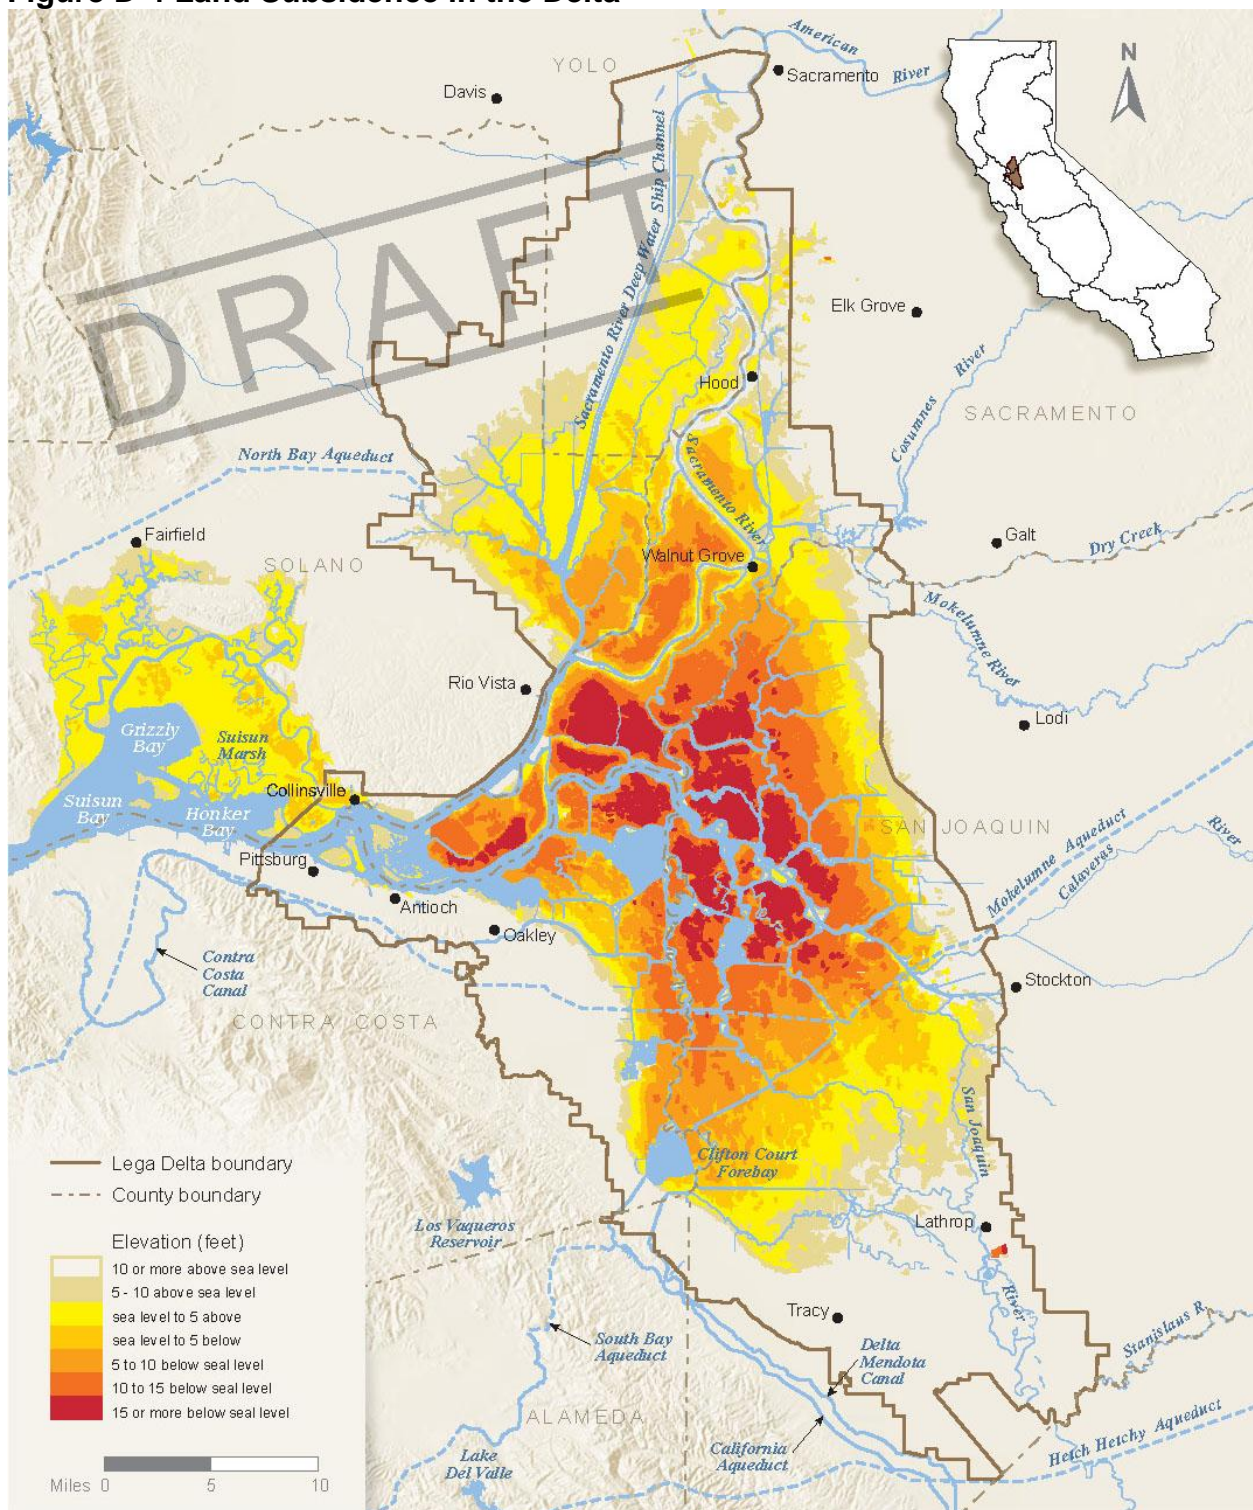 Figure D-1 Land Subsidence in the Delta
American
River
YOLO
Sacramento
N
Davis
DRAFT
Sacramento River Deep Water Ship Channel
Elk Grove
Hood
Cosumnes
River
SACRAMENTO
North Bay Aqueduct
Sacramento River
Fairfield
SOLANO
Walnut Grove
Galt
Dry Creek
Mokelumne
River
Rio Vista
Lodi
Grizzly
Bay
Suisun
Marsh
Collinsville
Suisun
Bay
Honker
Bay
SAN JOAQUIN
Mokelumne Aqueduct
Calaveras
River
Pittsburg
Antioch
Oakley
Contra
Costa
Canal
Stockton
CONTRA COSTA
San Joaquin
River
Clifton Court
Forebay
Lega Delta boundary
County boundary
Los Vaqueros
Reservoir
Lathrop
Elevation (feet)
10 or more above sea level
5 - 10 above sea level
sea level to 5 above
sea level to 5 below
5 to 10 below seal level
10 to 15 below seal level
15 or more below seal level
Tracy
South Bay
Aqueduct
Delta
Mendota
Canal
Stanislaus R.
ALAMEDA
California
Aqueduct
Hetch Hetchy Aqueduct
Lake
Del Valle
Miles 0 5 10